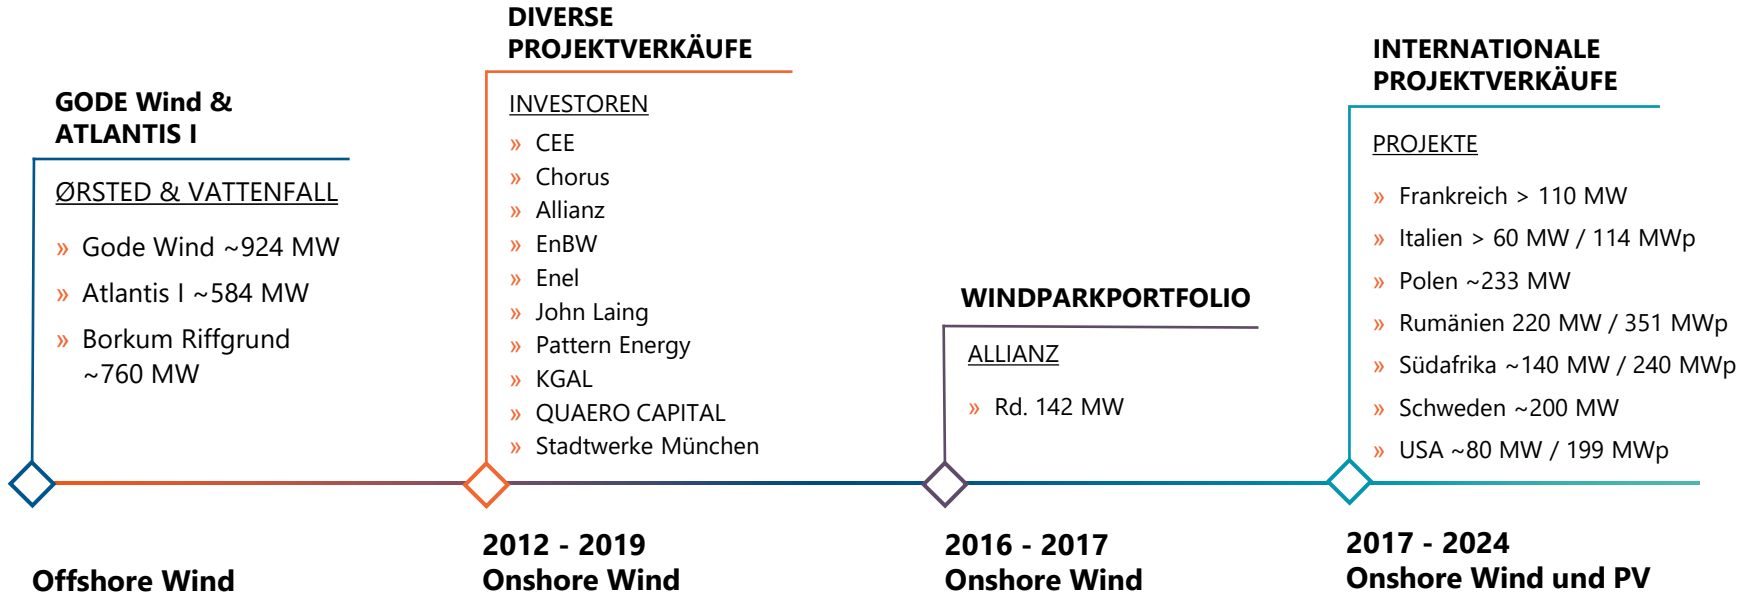 GODE Wind &
ATLANTIS I
ØRSTED & VATTENFALL
» Gode Wind ~924 MW
» Atlantis I ~584 MW
» Borkum Riffgrund
~760 MW
Offshore Wind
DIVERSE
PROJEKTVERKÄUFE
INVESTOREN
» CEE
» Chorus
» Allianz
» EnBW
» Enel
» John Laing
» Pattern Energy
» KGAL
» QUAERO CAPITAL
» Stadtwerke München
2012 - 2019
Onshore Wind
WINDPARKPORTFOLIO
ALLIANZ
» Rd. 142 MW
2016 - 2017
Onshore Wind
INTERNATIONALE
PROJEKTVERKÄUFE
PROJEKTE
» Frankreich > 110 MW
» Italien > 60 MW / 114 MWp
» Polen ~233 MW
» Rumänien 220 MW / 351 MWp
» Südafrika ~140 MW / 240 MWp
» Schweden ~200 MW
» USA ~80 MW / 199 MWp
2017 - 2024
Onshore Wind und PV